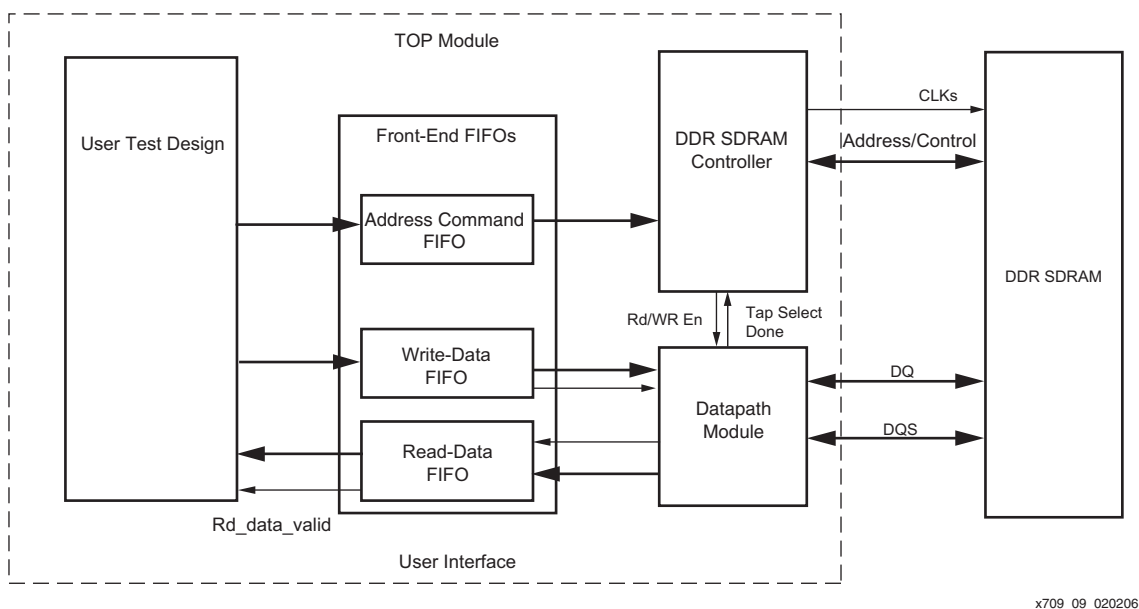 TOP Module
User Test Design
Front-End FIFOs
Address Command
FIFO
Write-Data
FIFO
Read-Data
FIFO
Rd_data_valid
User Interface
DDR SDRAM
Controller
Rd/WR En
Tap Select
Done
Datapath
Module
CLKs
Address/Control
DQ
DQS
DDR SDRAM
x709_09_020206